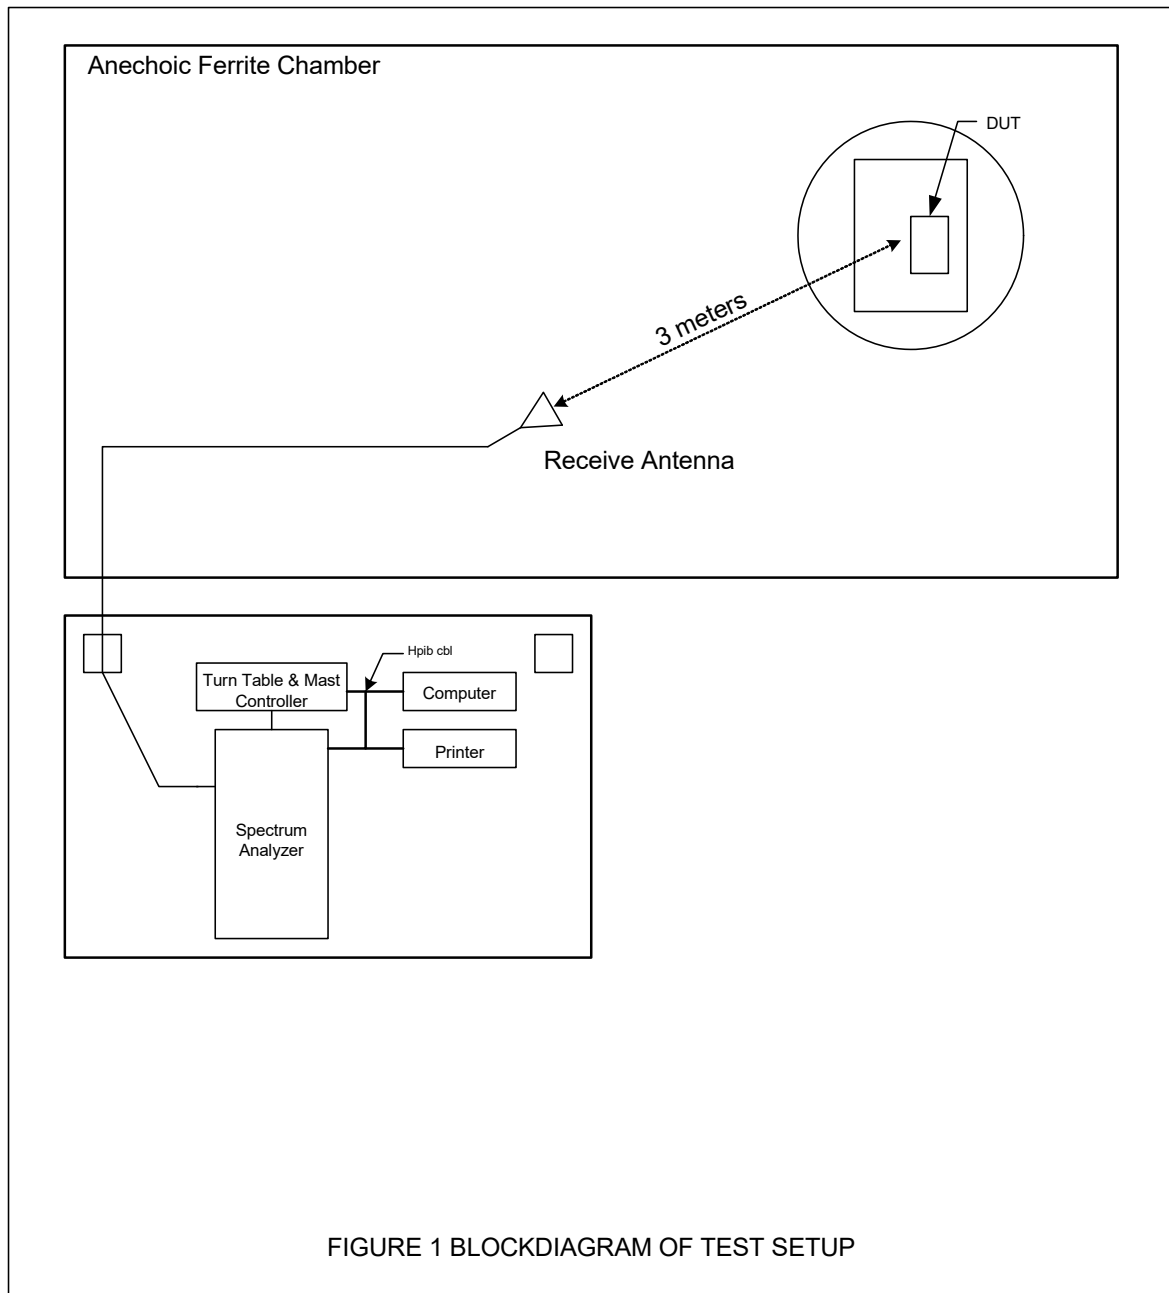 Anechoic Ferrite Chamber
DUT
3 meters
Receive Antenna
Hpib cbl
Turn Table & Mast
Controller
Computer
Printer
Spectrum
Analyzer
FIGURE 1 BLOCKDIAGRAM OF TEST SETUP